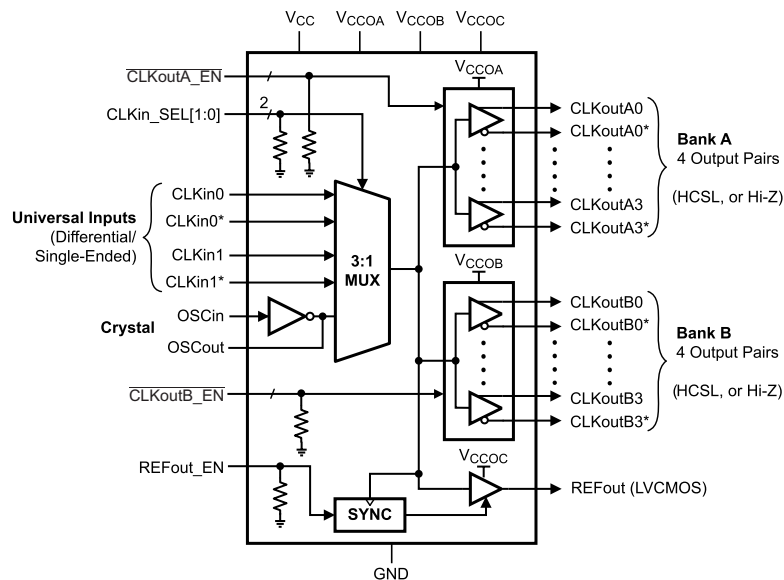 VCC VCCOA VCCOB VCCOC
CLKoutA_EN
CLKin_SEL[1:0]
2
Universal Inputs
(Differential/
Single-Ended)
CLKin0
CLKin0*
CLKin1
CLKin1*
Crystal
OSCin
OSCout
3:1
MUX
CLKoutB_EN
REFout_EN
SYNC
VCCOA
CLKoutA0
CLKoutA0*
CLKoutA3
CLKoutA3*
Bank A
4 Output Pairs
(HCSL, or Hi-Z)
VCCOB
CLKoutB0
CLKoutB0*
CLKoutB3
CLKoutB3*
Bank B
4 Output Pairs
(HCSL, or Hi-Z)
VCCOC
REFout (LVCMOS)
GND